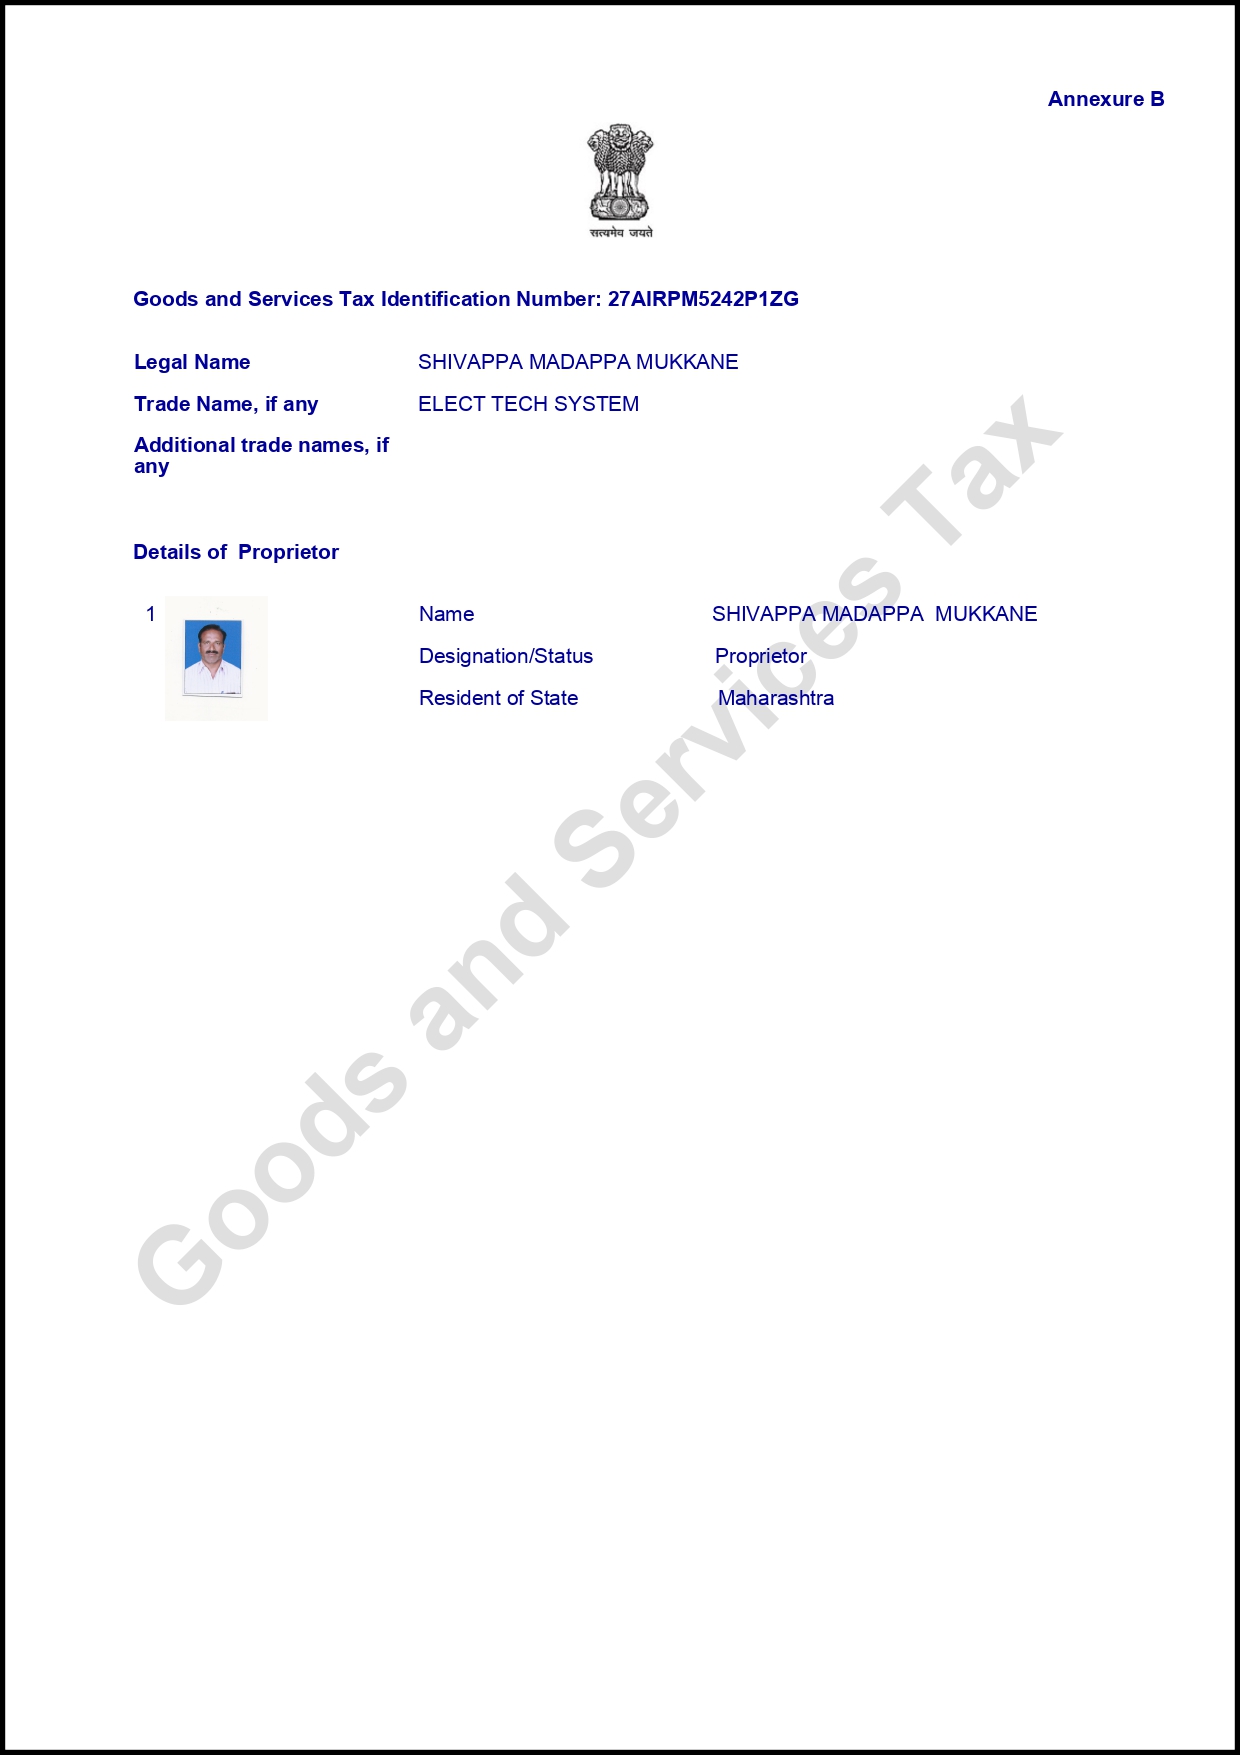 Annexure B
सत्यमेव जयते
Goods and Services Tax Identification Number: 27AIRPM5242P1ZG
Legal Name SHIVAPPA MADAPPA MUKKANE
Trade Name, if any ELECT TECH SYSTEM
Additional trade names, if
any
Details of Proprietor
1 Name SHIVAPPA MADAPPA MUKKANE
Designation/Status Proprietor
Resident of State Maharashtra
Goods and Services Tax